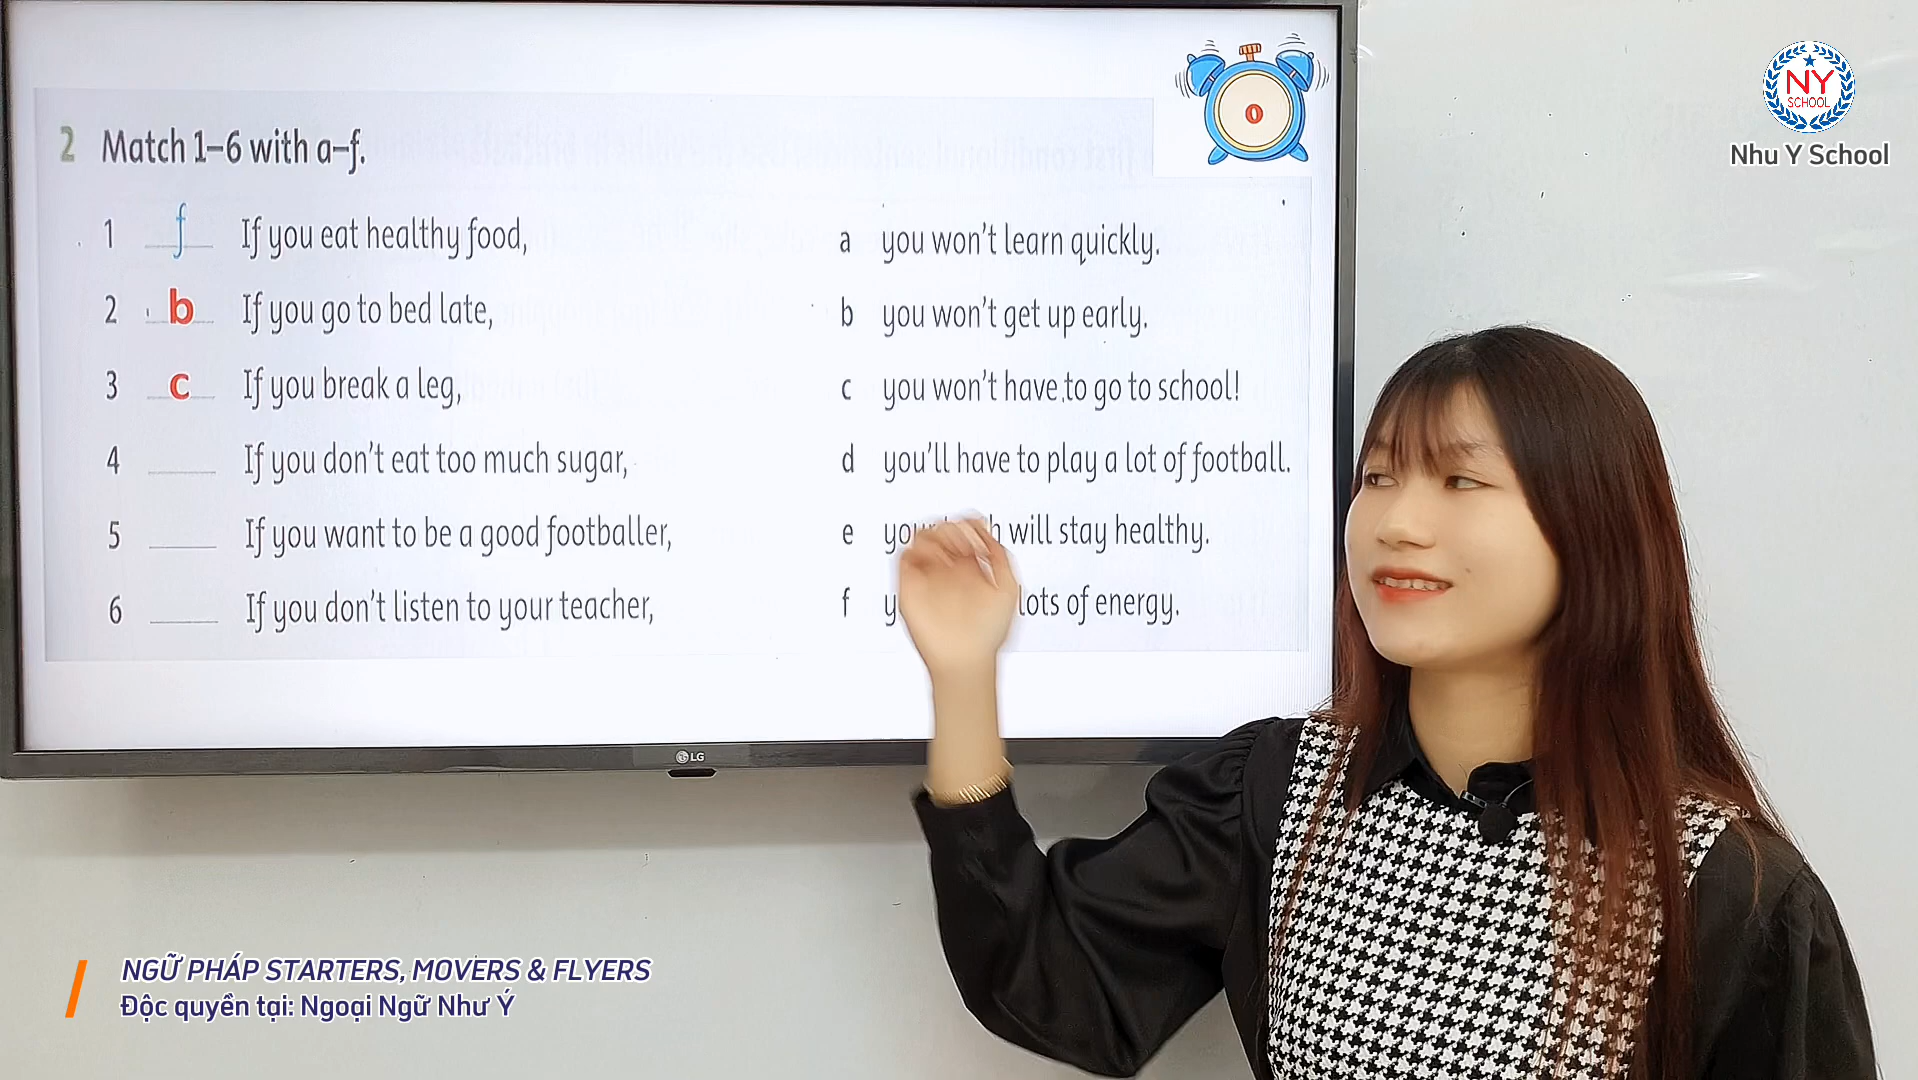 2 Match 1–6 with a–f.
1 f If you eat healthy food,
2 b If you go to bed late,
3 c If you break a leg,
4 ___ If you don't eat too much sugar,
5 ___ If you want to be a good footballer,
6 ___ If you don't listen to your teacher,
a you won't learn quickly.
b you won't get up early.
c you won't have to go to school!
d you'll have to play a lot of football.
e will stay healthy.
f lots of energy.
0
LG
NY
SCHOOL
Nhu Y School
NGỮ PHÁP STARTERS, MOVERS & FLYERS
Độc quyền tại: Ngoại Ngữ Như Ý